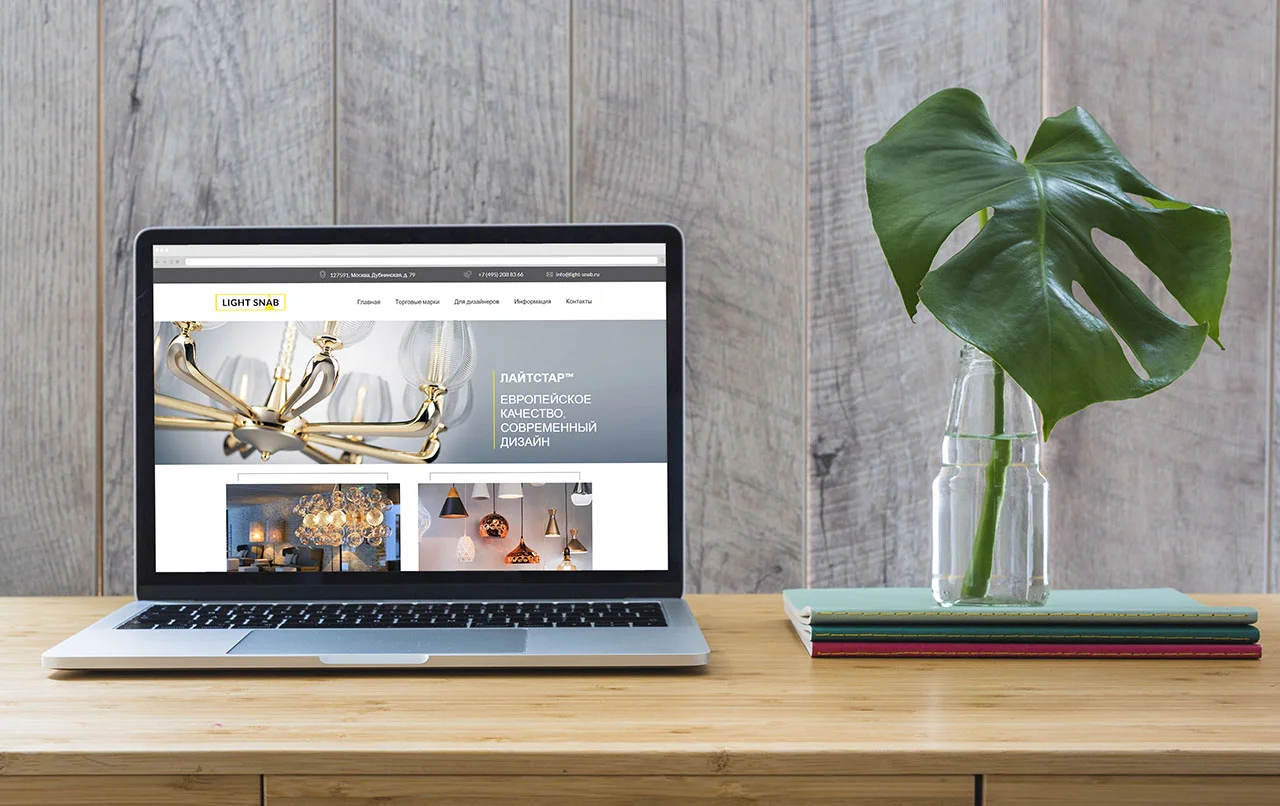 127591, Москва, Дубнинская, д. 79
+7 (495) 208 83 66
info@light-snab.ru
LIGHT SNAB
Главная
Торговые марки
Для дизайнеров
Информация
Контакты
ЛАЙТСТАР™
ЕВРОПЕЙСКОЕ
КАЧЕСТВО,
СОВРЕМЕННЫЙ
ДИЗАЙН